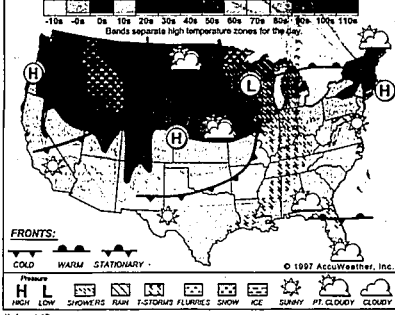 -10s -0s 0s 10s 20s 30s 40s 50s 60s 70s 80s 90s 100s 110s
Bands separate high temperature zones for the day.
H
L
H
H
FRONTS:
COLD WARM STATIONARY
© 1997 AccuWeather, Inc.
Pressure
H L
HIGH LOW SHOWERS RAIN T-STORMS FLURRIES SNOW ICE SUNNY PT. CLOUDY CLOUDY